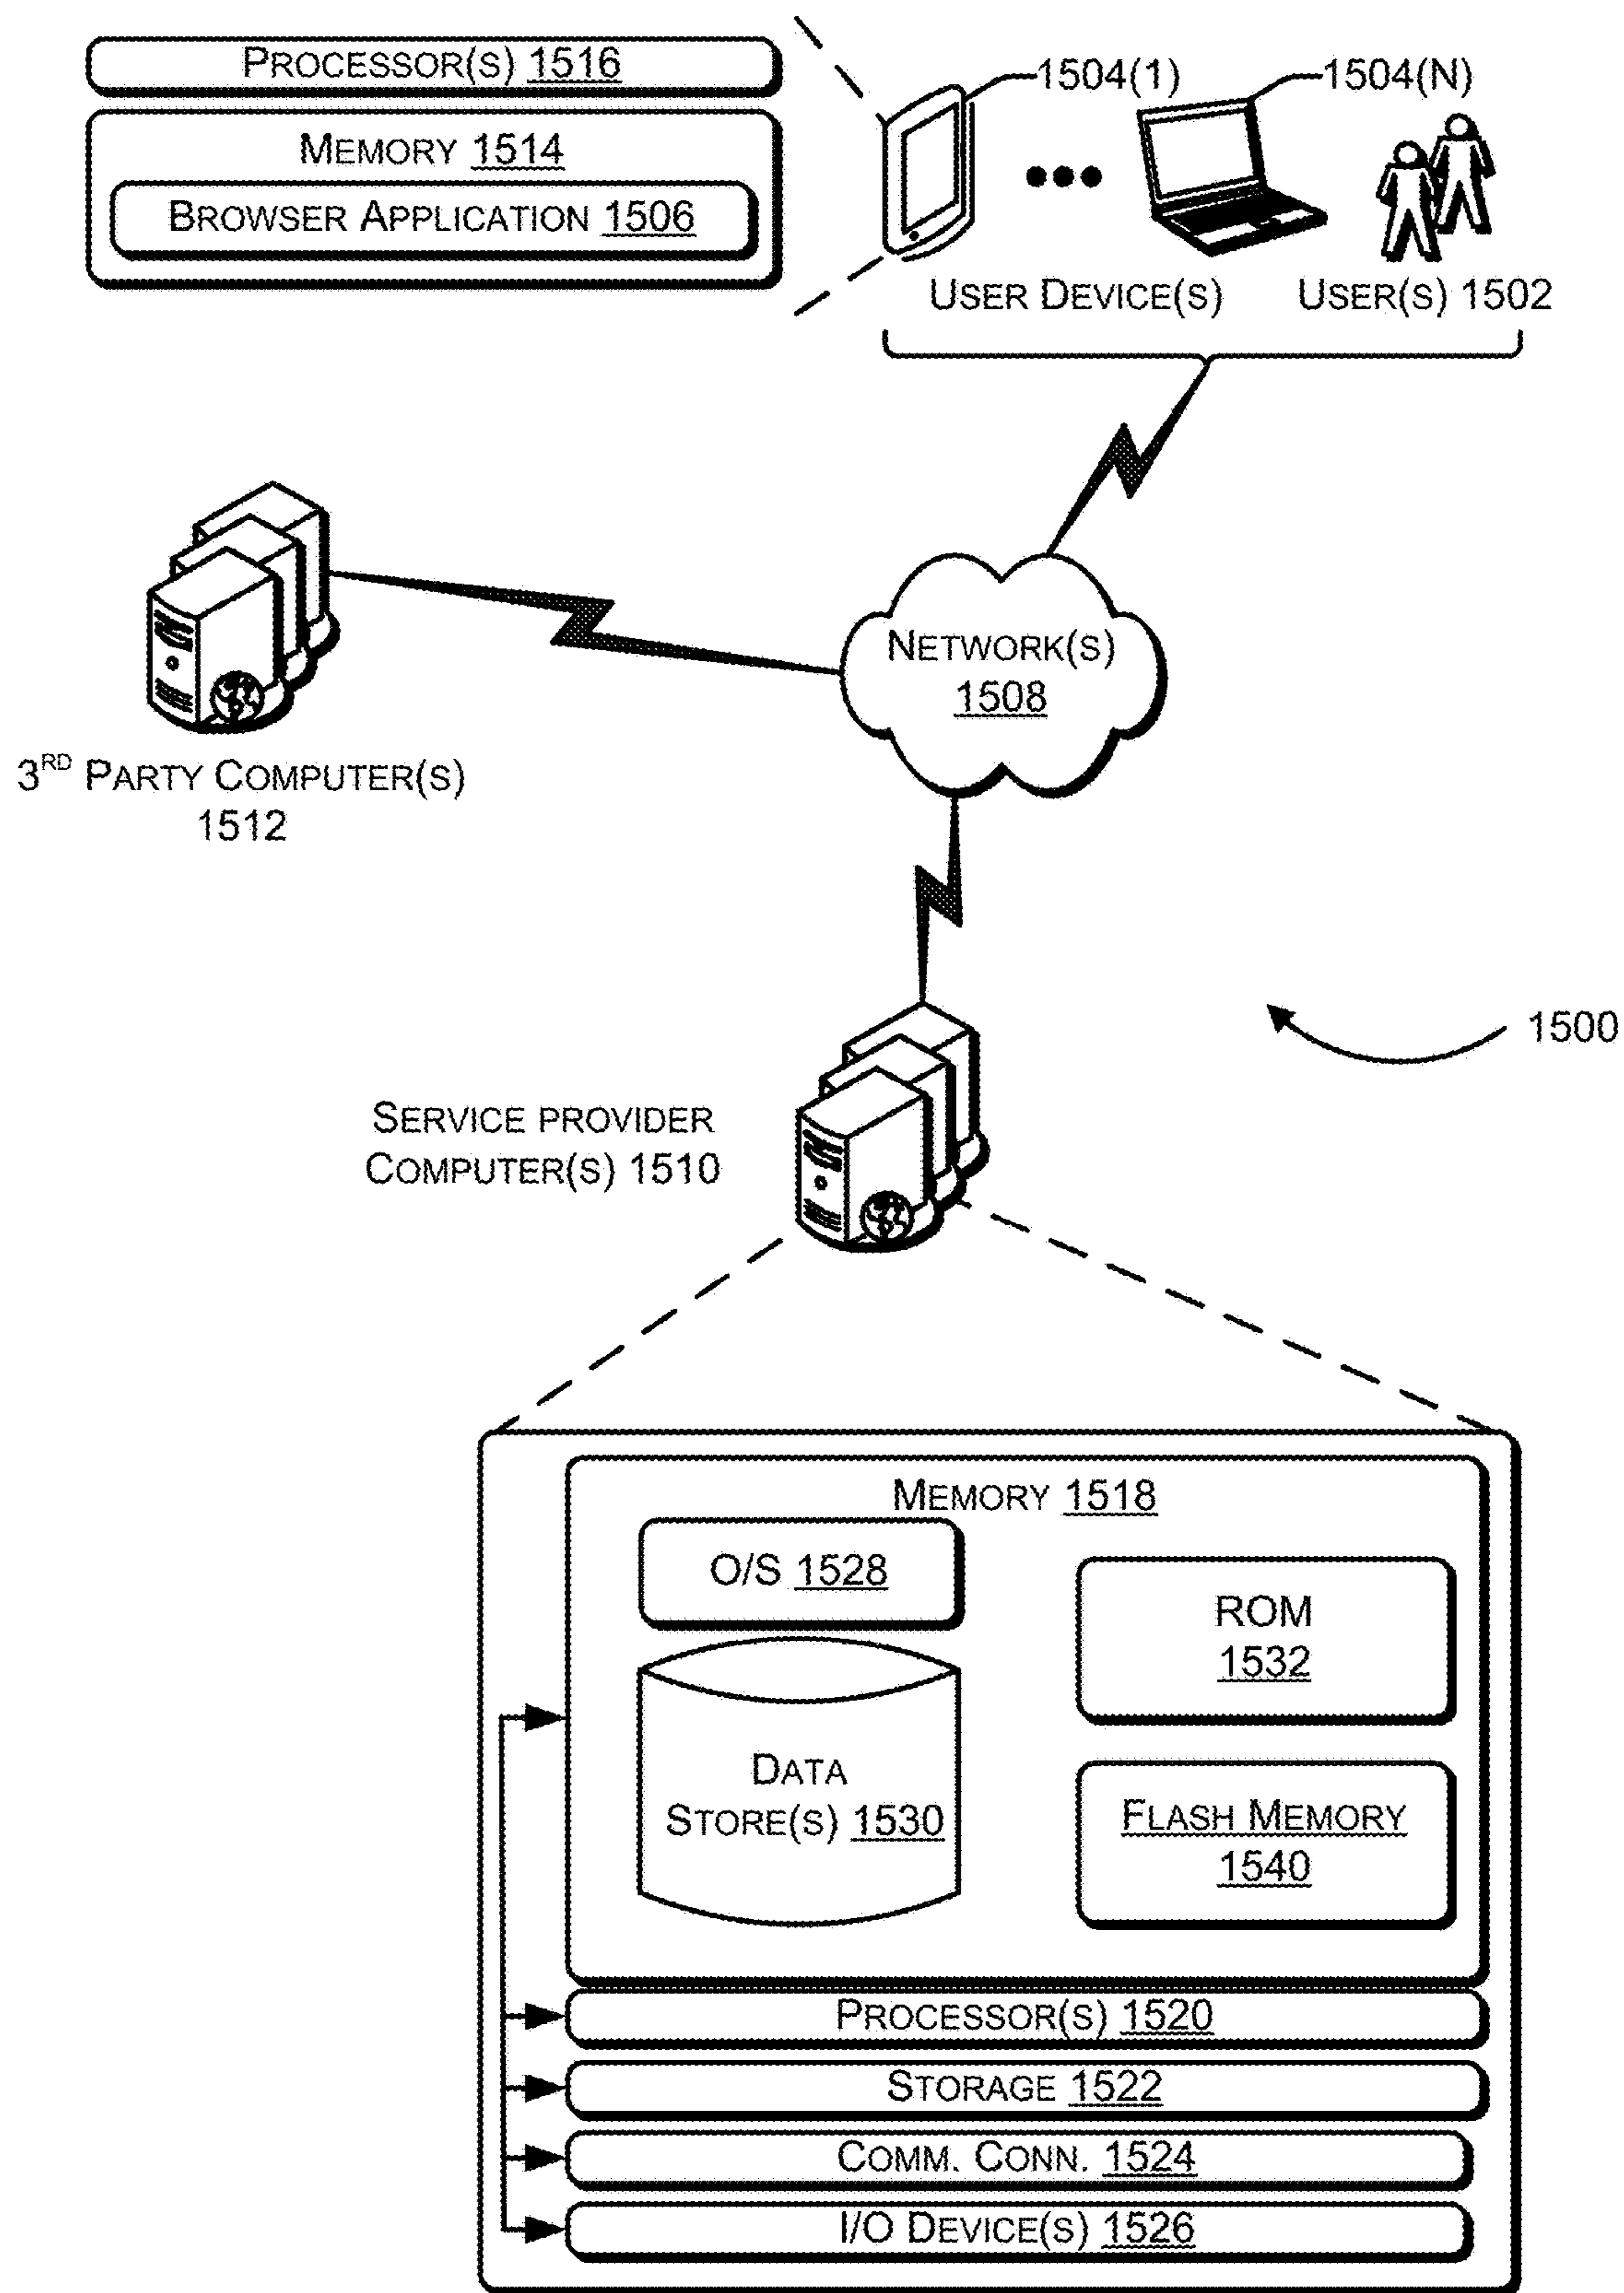 PROCESSOR(S) 1516
MEMORY 1514
BROWSER APPLICATION 1506
1504(1)
1504(N)
USER DEVICE(S)
USER(S) 1502
NETWORK(S)
1508
3RD PARTY COMPUTER(S)
1512
1500
SERVICE PROVIDER
COMPUTER(S) 1510
MEMORY 1518
O/S 1528
ROM
1532
DATA
STORE(S) 1530
FLASH MEMORY
1540
PROCESSOR(S) 1520
STORAGE 1522
COMM. CONN. 1524
I/O DEVICE(S) 1526